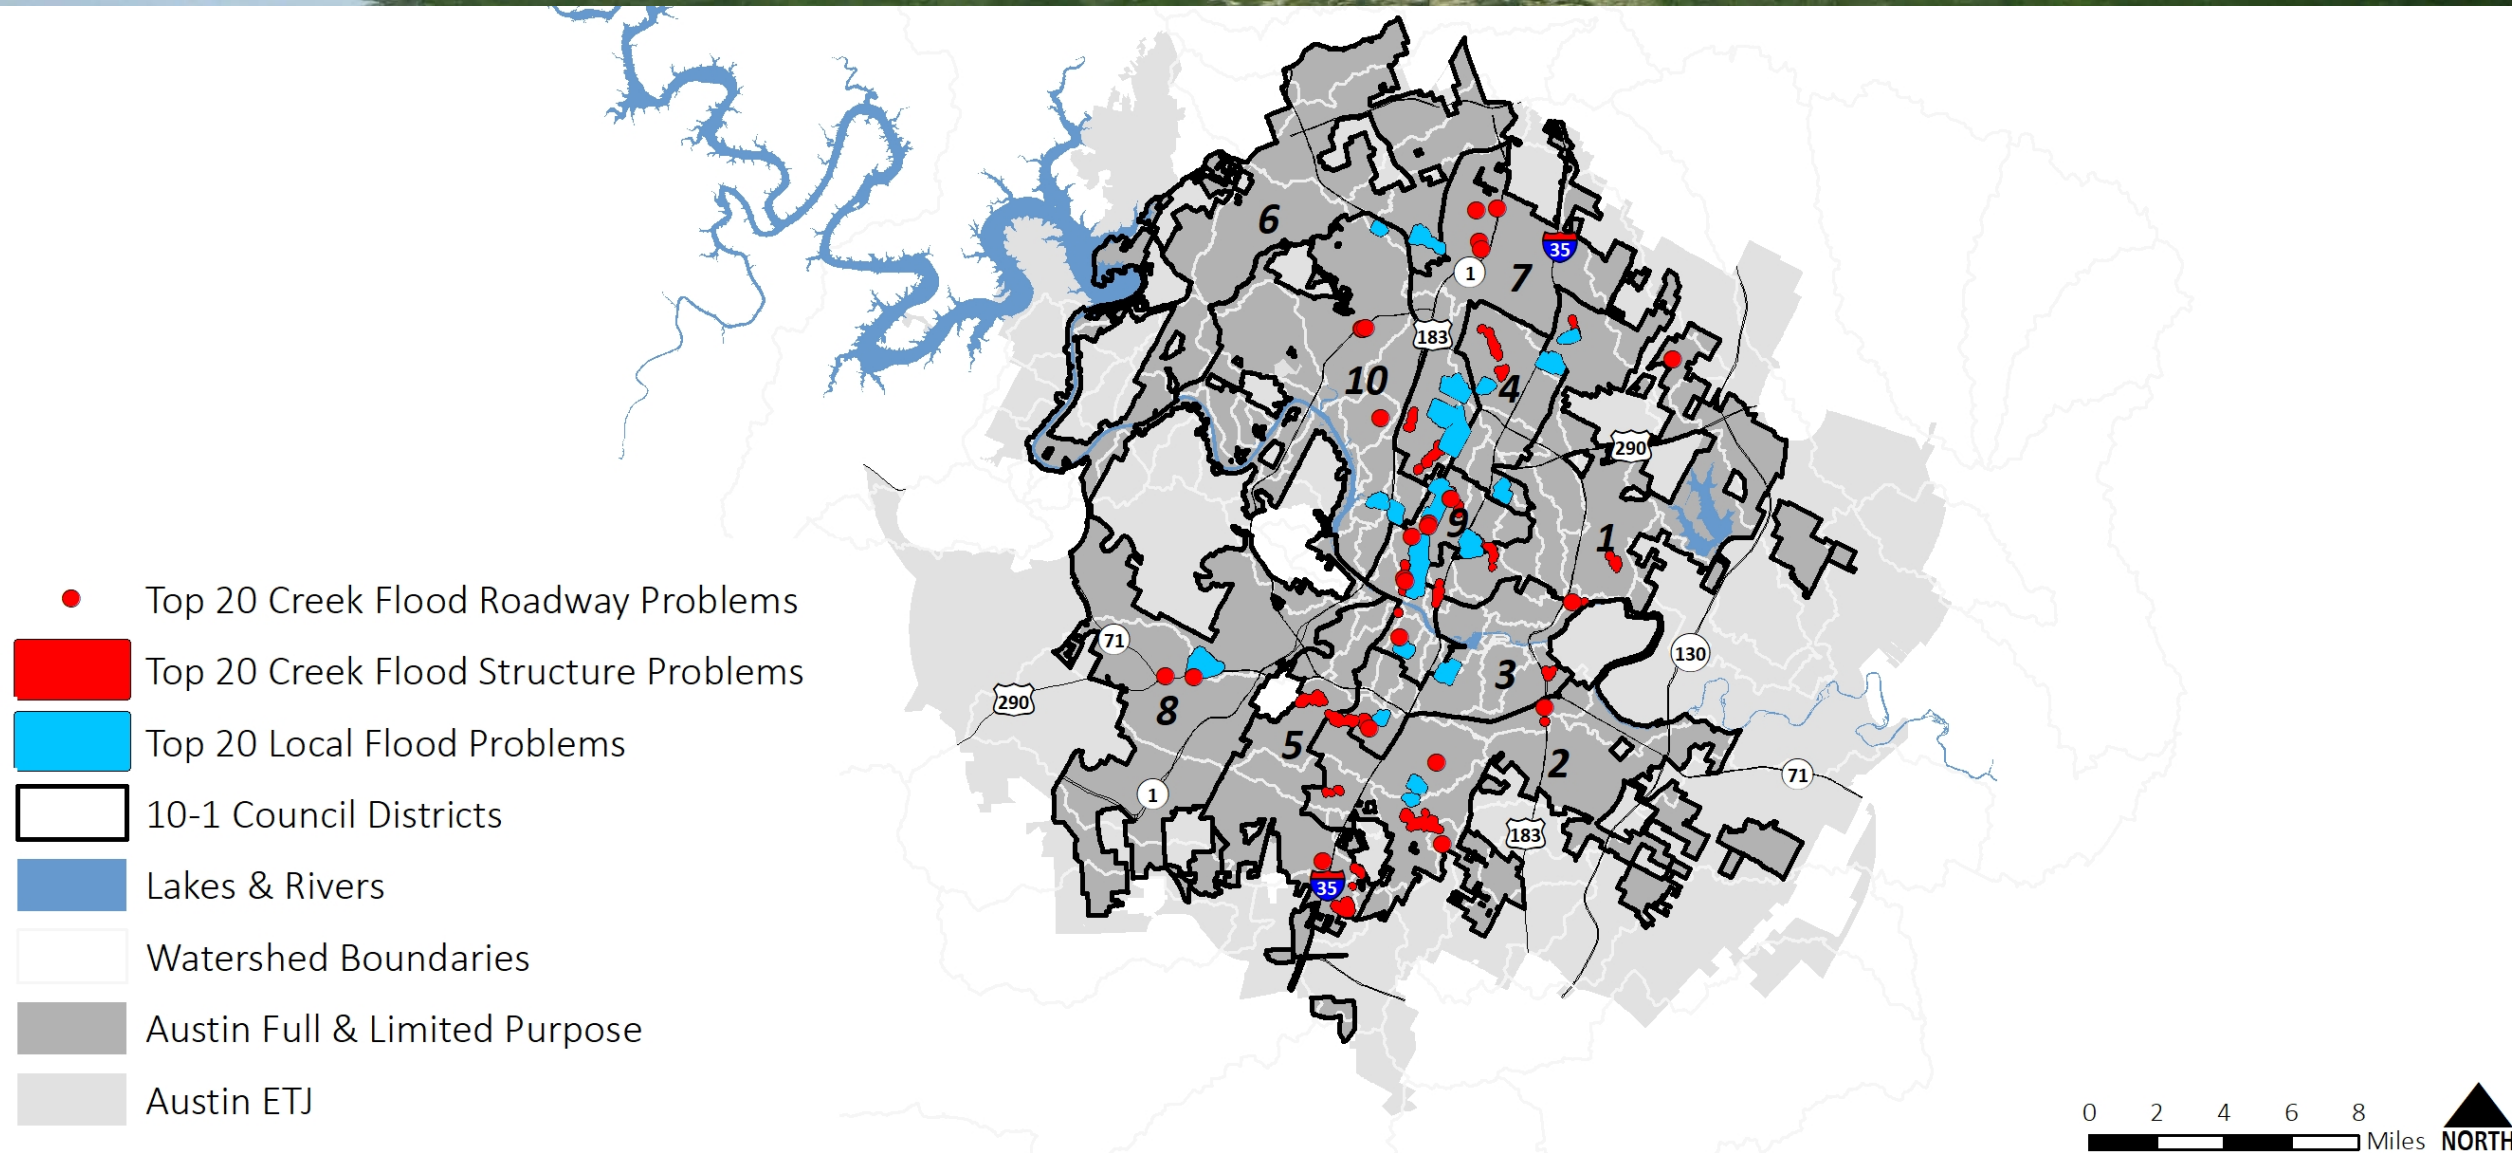 6
35
1
7
183
10
4
290
9
1
Top 20 Creek Flood Roadway Problems
71
Top 20 Creek Flood Structure Problems
130
3
290
8
Top 20 Local Flood Problems
5
2
71
1
10-1 Council Districts
183
35
Lakes & Rivers
Watershed Boundaries
Austin Full & Limited Purpose
Austin ETJ
0 2 4 6 8
Miles
NORTH